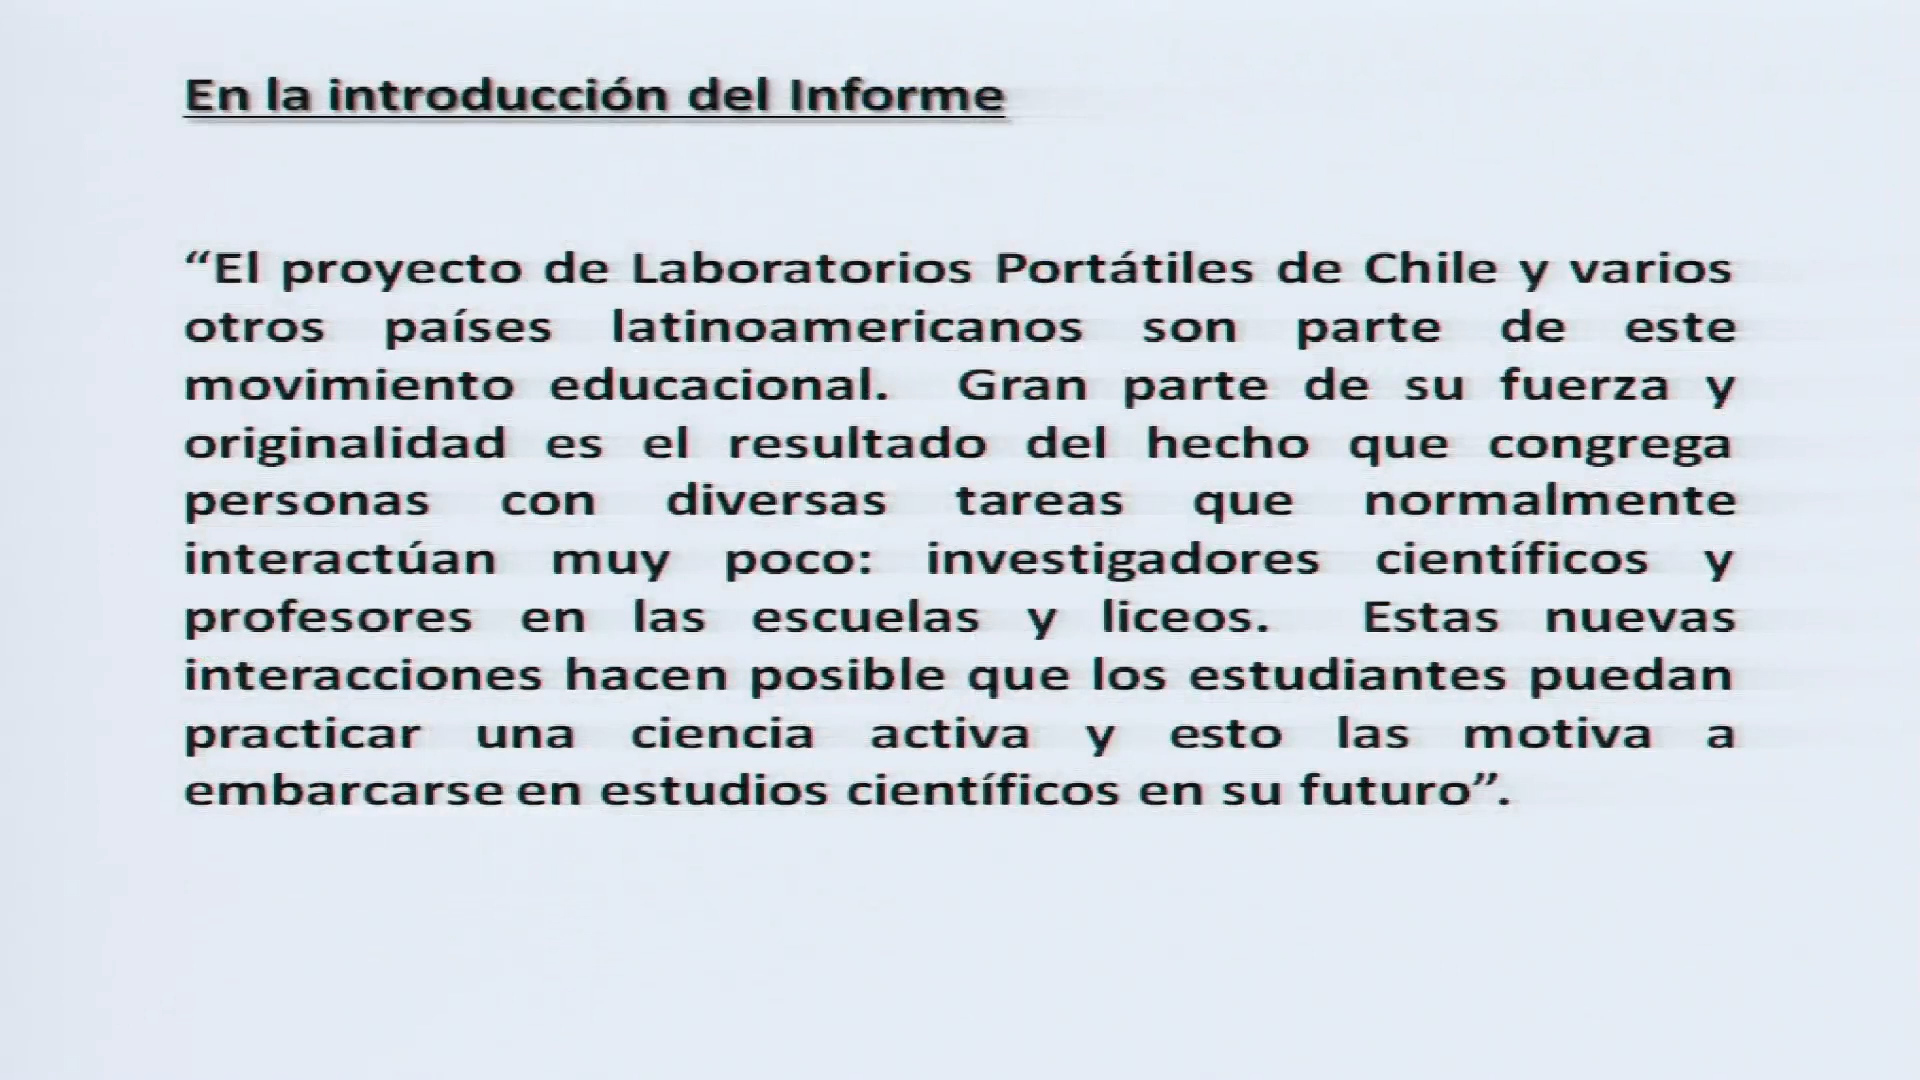 En la introducción del Informe
“El proyecto de Laboratorios Portátiles de Chile y varios
otros países latinoamericanos son parte de este
movimiento educacional. Gran parte de su fuerza y
originalidad es el resultado del hecho que congrega
personas con diversas tareas que normalmente
interactúan muy poco: investigadores científicos y
profesores en las escuelas y liceos. Estas nuevas
interacciones hacen posible que los estudiantes puedan
practicar una ciencia activa y esto las motiva a
embarcarse en estudios científicos en su futuro”.